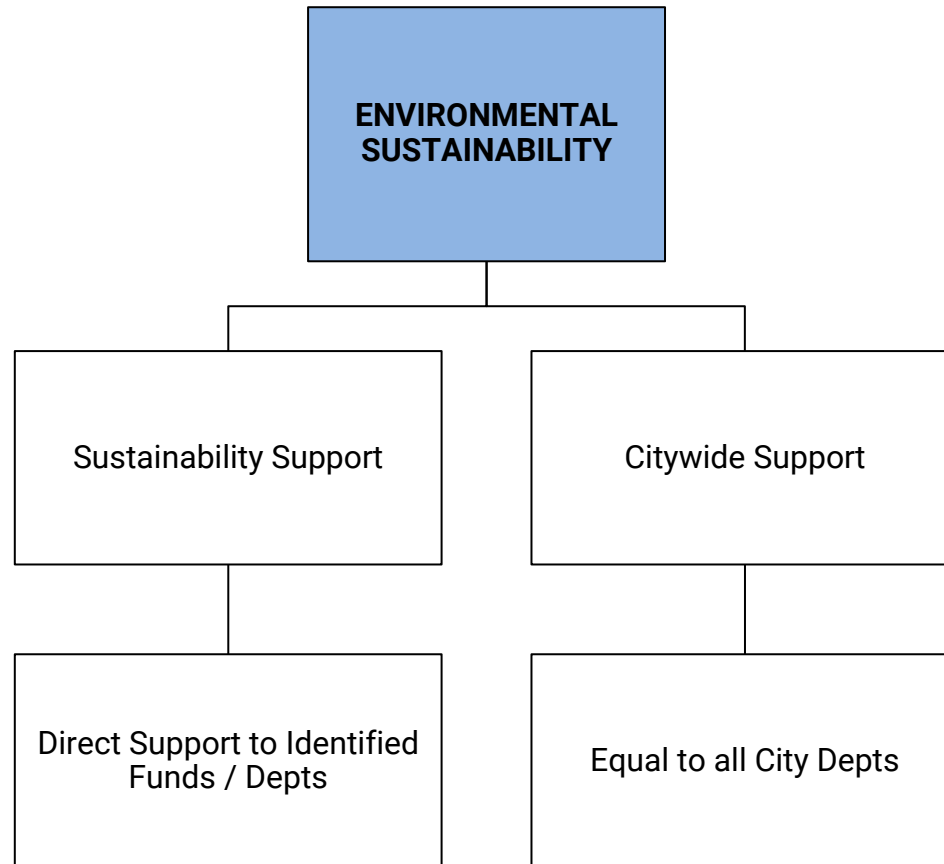 ENVIRONMENTAL
SUSTAINABILITY
Sustainability Support
Citywide Support
Direct Support to Identified
Funds / Depts
Equal to all City Depts